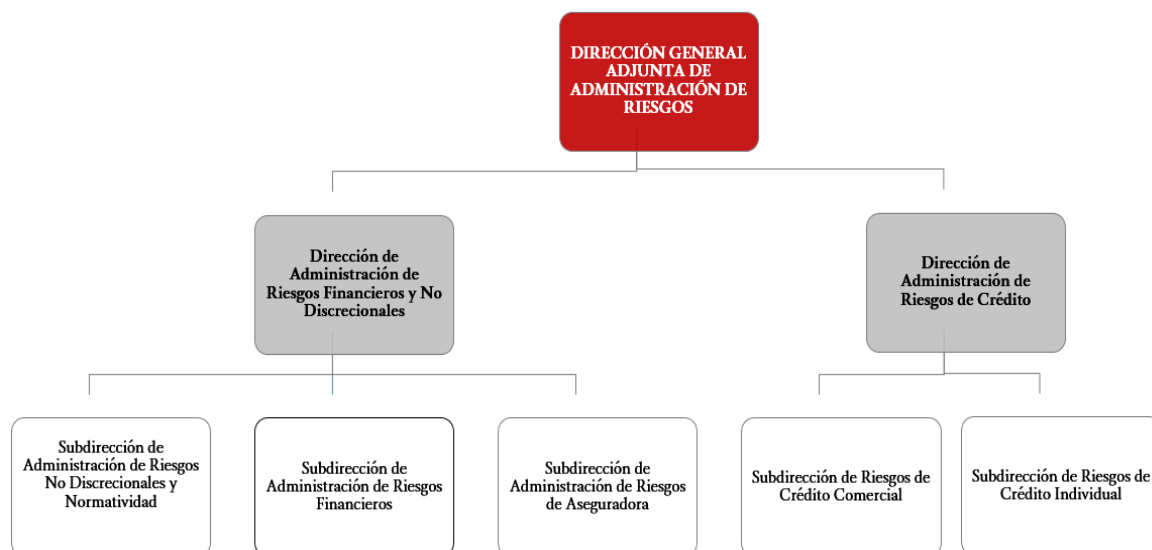 DIRECCIÓN GENERAL
ADJUNTA DE
ADMINISTRACIÓN DE
RIESGOS
Dirección de
Administración de
Riesgos Financieros y No
Discrecionales
Dirección de
Administración de
Riesgos de Crédito
Subdirección de
Administración de Riesgos
No Discrecionales y
Normatividad
Subdirección de
Administración de Riesgos
Financieros
Subdirección de
Administración de Riesgos
de Aseguradora
Subdirección de Riesgos de
Crédito Comercial
Subdirección de Riesgos de
Crédito Individual